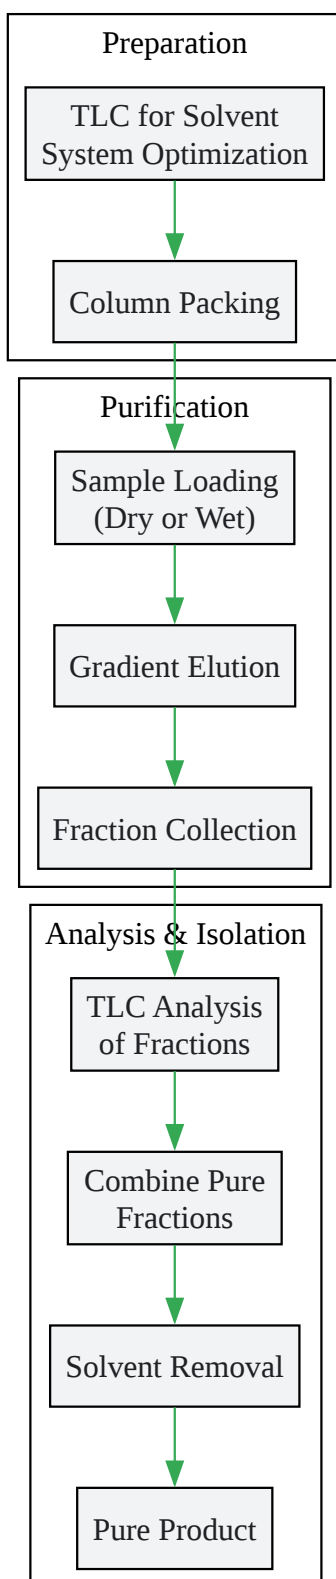 Preparation
TLC for Solvent
System Optimization
Column Packing
Purification
Sample Loading
(Dry or Wet)
Gradient Elution
Fraction Collection
Analysis & Isolation
TLC Analysis
of Fractions
Combine Pure
Fractions
Solvent Removal
Pure Product